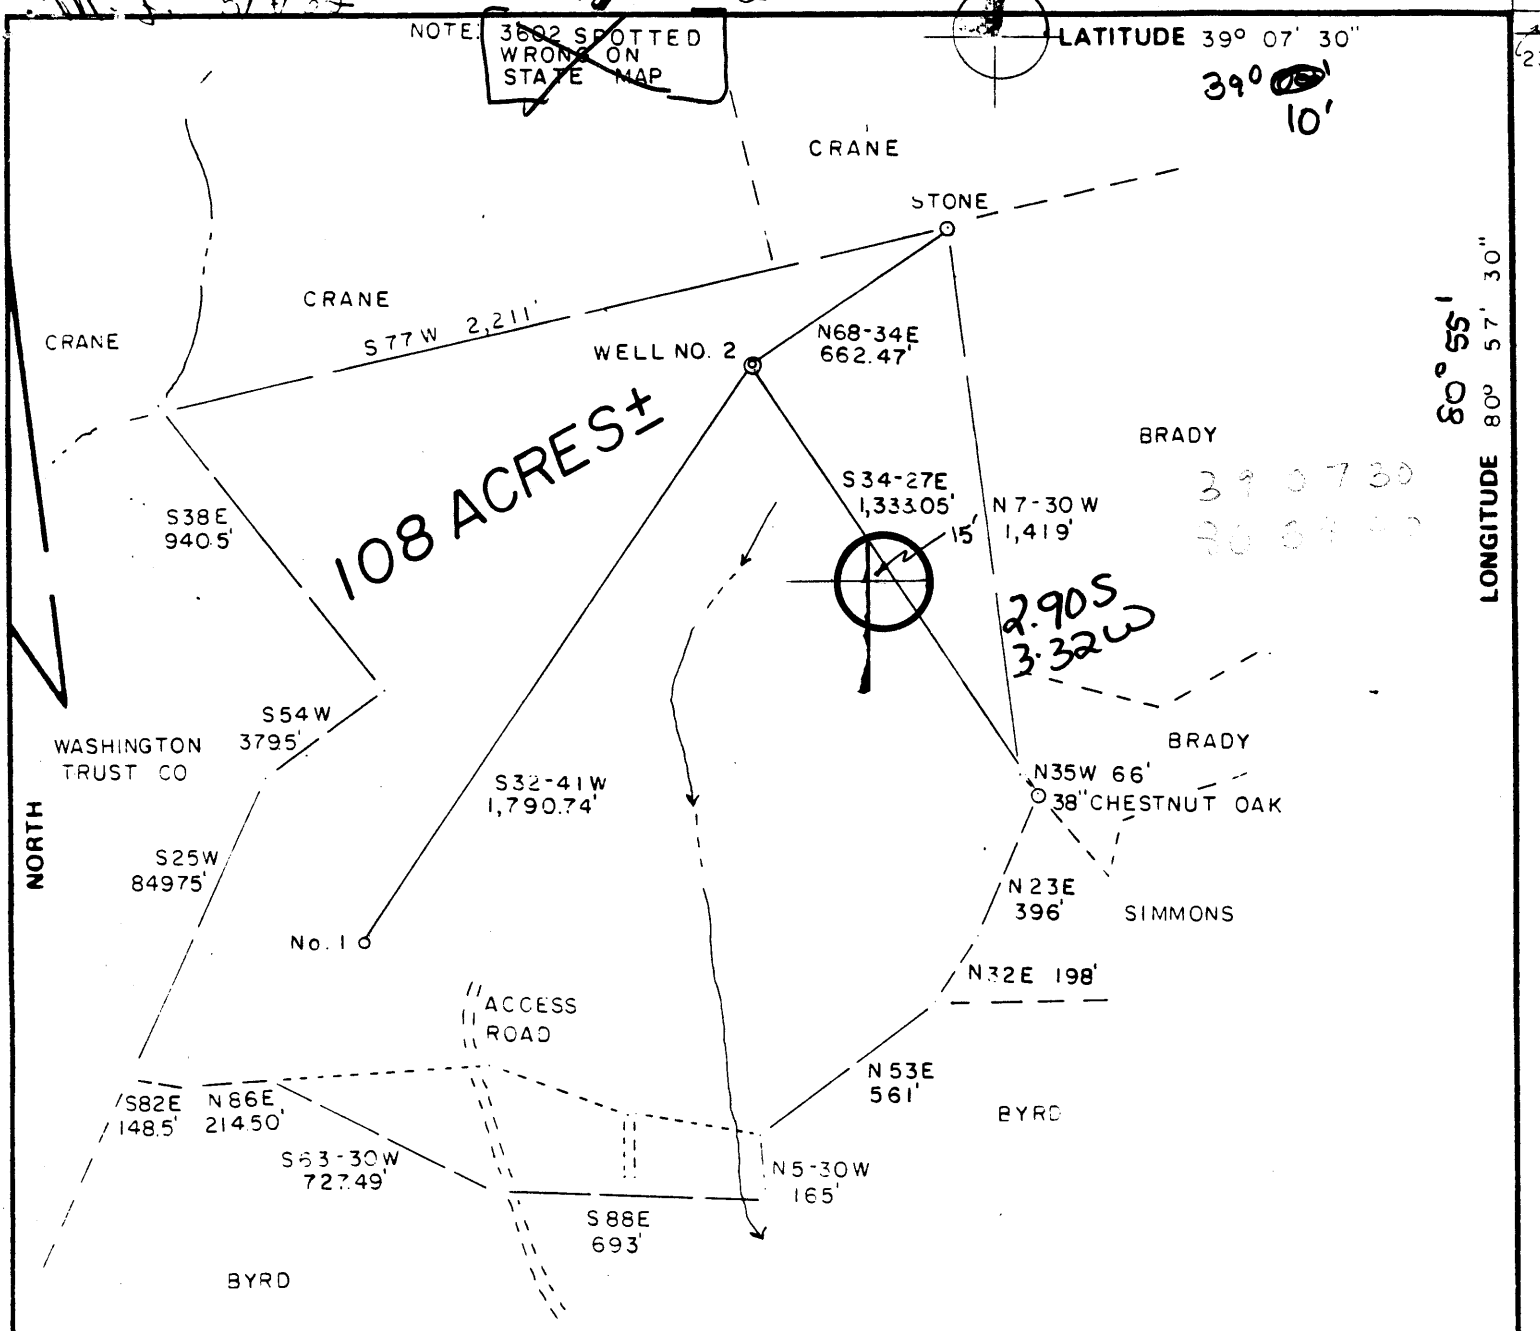 NOTE: 3602 SPOTTED
WRONG ON
STATE MAP
LATITUDE 39° 07' 30"
39°
10'
CRANE
STONE
CRANE
CRANE
S77W 2,211'
WELL NO. 2
N68-34E
662.47'
80° 55'
LONGITUDE 80° 57' 30"
BRADY
390730
108 ACRES±
S38E
940.5'
S34-27E
1,333.05'
15'
N7-30W
1,419'
2.90S
3.32W
S54W
379.5'
WASHINGTON
TRUST CO
BRADY
N35W 66'
38" CHESTNUT OAK
S32-41W
1,790.74'
NORTH
S25W
849.75'
N23E
396'
SIMMONS
No. 1
N32E 198'
ACCESS
ROAD
N53E
561'
BYRD
S82E
148.5'
N86E
214.50'
S63-30W
727.49'
N5-30W
165'
S88E
693'
BYRD